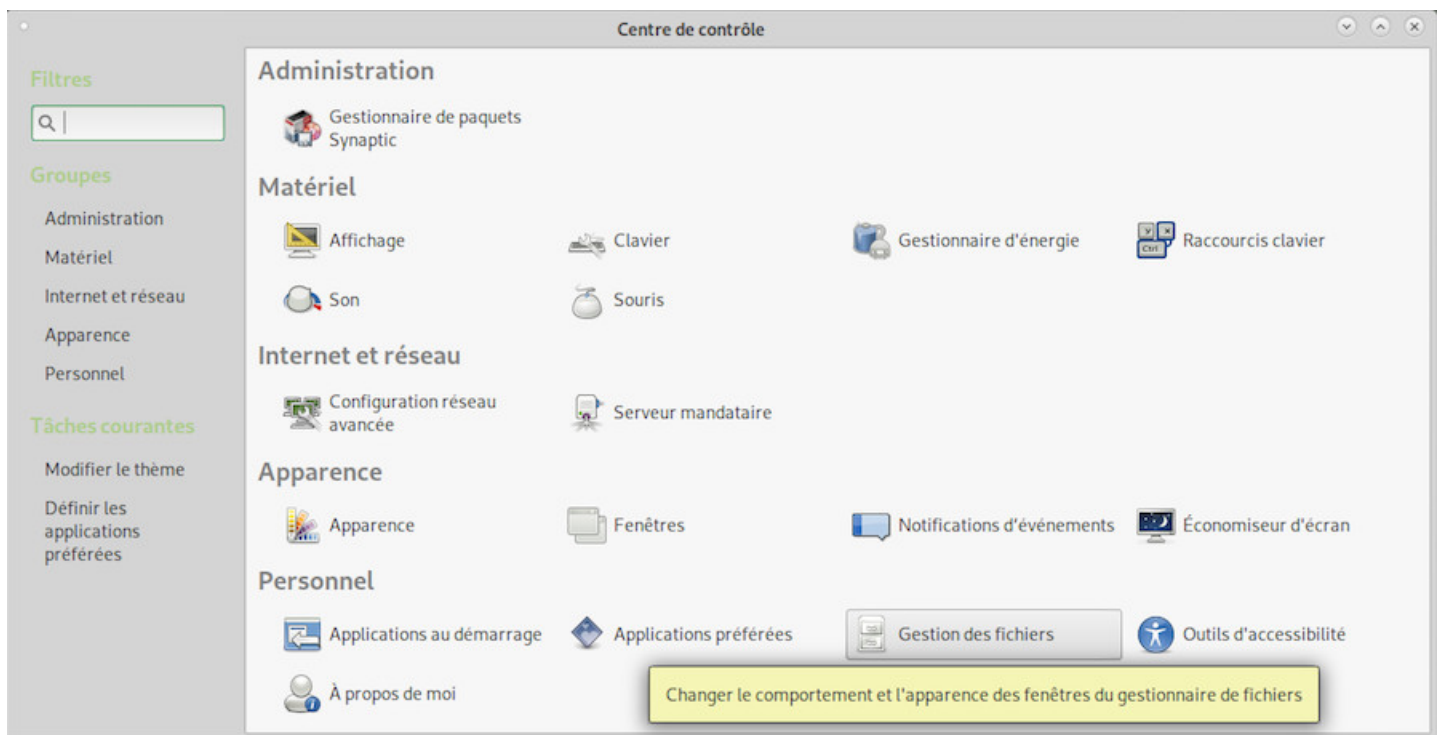 Centre de contrôle
Filtres
Groupes
Administration
Matériel
Internet et réseau
Apparence
Personnel
Tâches courantes
Modifier le thème
Définir les
applications
préférées
Administration
Gestionnaire de paquets
Synaptic
Matériel
Affichage
Clavier
Gestionnaire d'énergie
Raccourcis clavier
Son
Souris
Internet et réseau
Configuration réseau
avancée
Serveur mandataire
Apparence
Apparence
Fenêtres
Notifications d'événements
Économiseur d'écran
Personnel
Applications au démarrage
Applications préférées
Gestion des fichiers
Outils d'accessibilité
À propos de moi
Changer le comportement et l'apparence des fenêtres du gestionnaire de fichiers